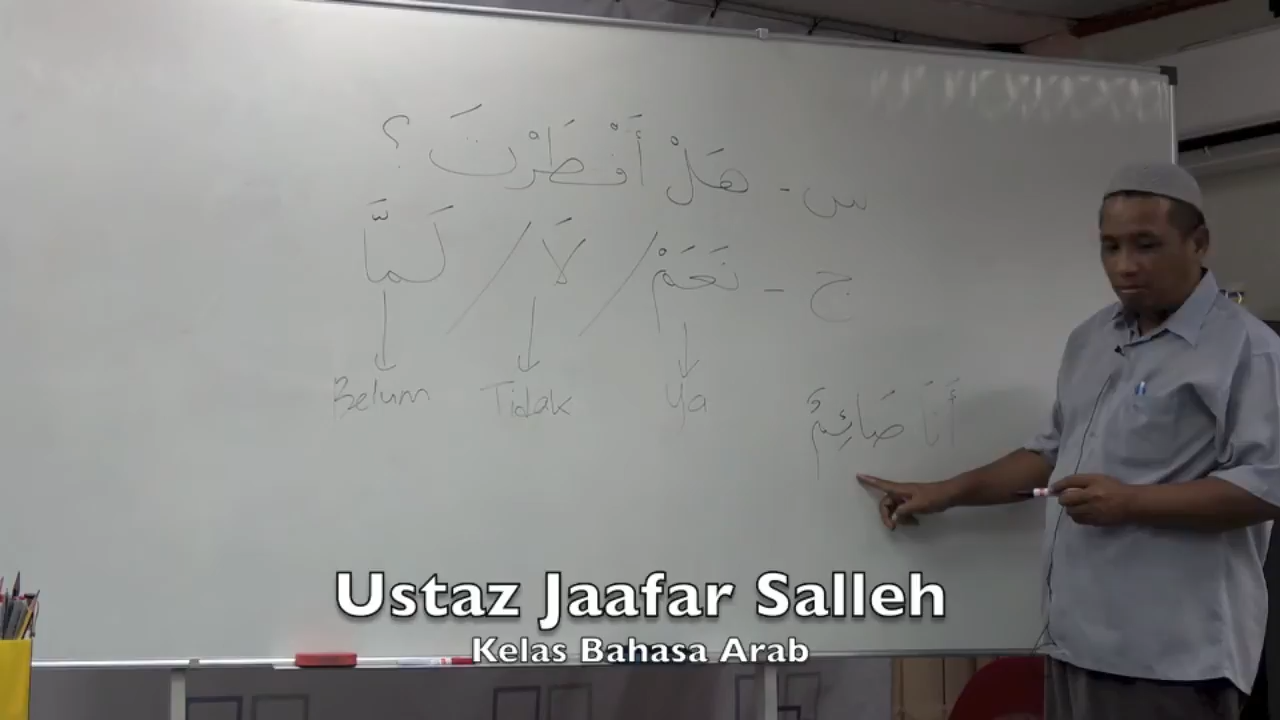 س - هَلْ أَفْطَرْتَ ؟
ج - نَعَمْ / لَا / لَمَّا
Belum Tidak Ya
أَنَا صَائِمٌ
Ustaz Jaafar Salleh
Kelas Bahasa Arab